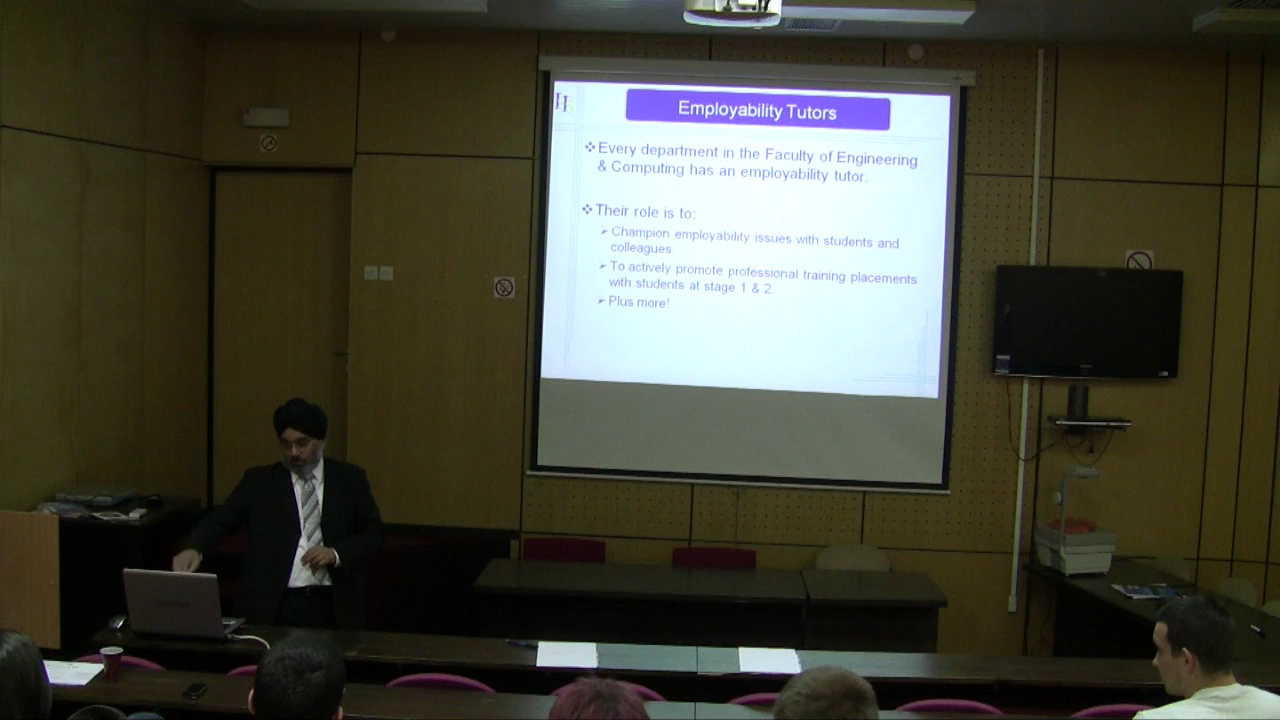 Employability Tutors
❖Every department in the Faculty of Engineering
& Computing has an employability tutor.
❖Their role is to:
➢Champion employability issues with students and
colleagues.
➢To actively promote professional training placements
with students at stage 1 & 2.
➢Plus more!